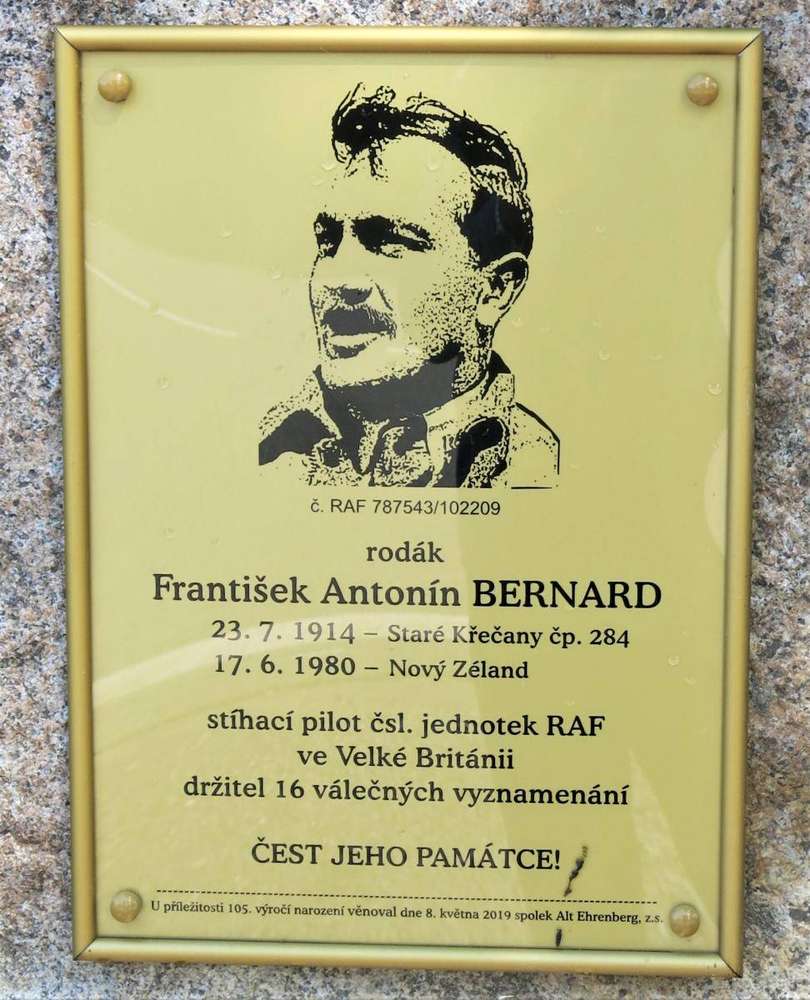 č. RAF 787543/102209
rodák
František Antonín BERNARD
23. 7. 1914 – Staré Křečany čp. 284
17. 6. 1980 – Nový Zéland
stíhací pilot čsl. jednotek RAF
ve Velké Británii
držitel 16 válečných vyznamenání
ČEST JEHO PAMÁTCE!
U příležitosti 105. výročí narození věnoval dne 8. května 2019 spolek Alt Ehrenberg, z.s.